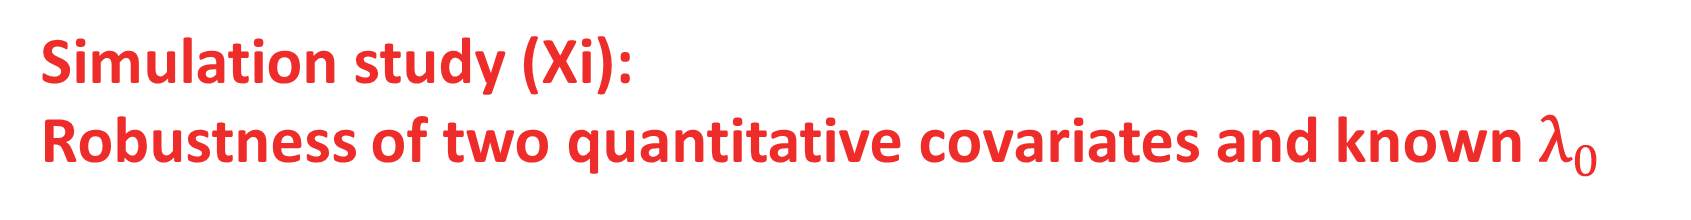 Simulation study (Xi):
Robustness of two quantitative covariates and known λ₀